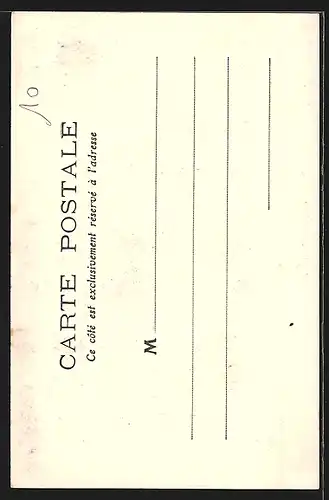 10
CARTE POSTALE
Ce côté est exclusivement réservé à l'adresse
M